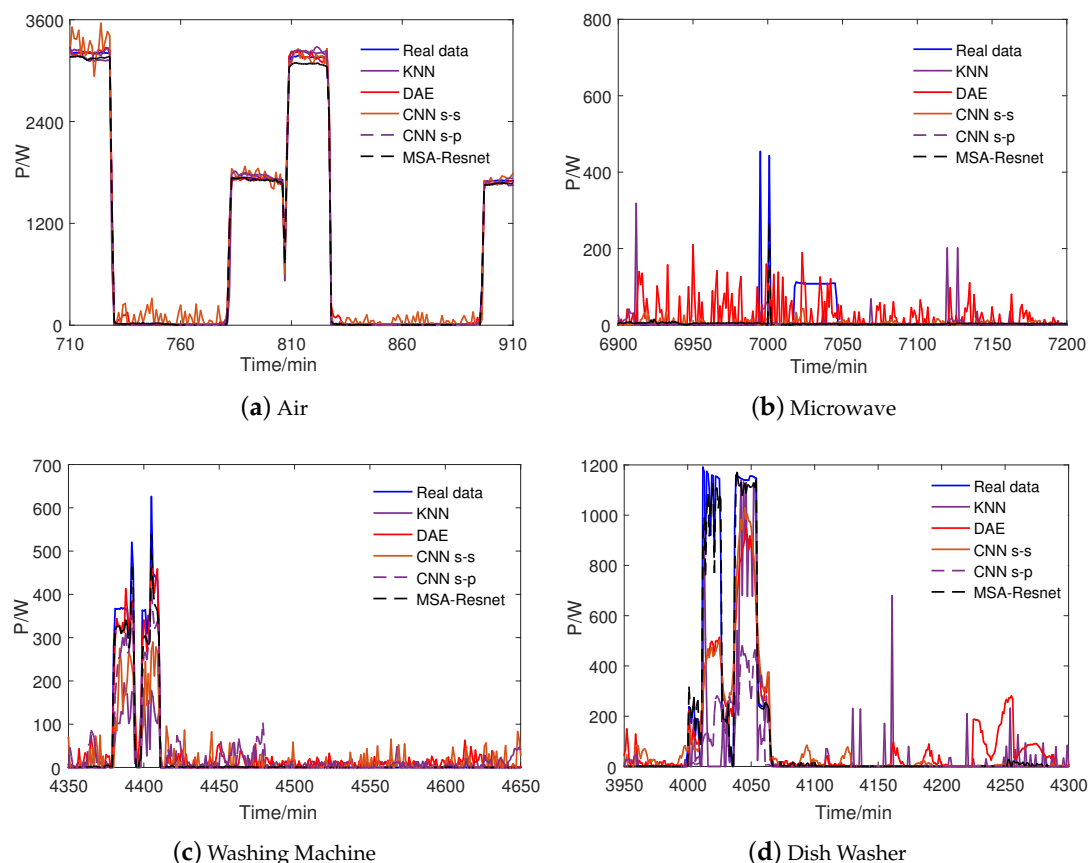 3600
2400
1200
0
P/W
710 760 810 860 910
Time/min
Real data
KNN
DAE
CNN s-s
CNN s-p
MSA-Resnet
(a) Air
800
600
400
200
0
P/W
6900 6950 7000 7050 7100 7150 7200
Time/min
Real data
KNN
DAE
CNN s-s
CNN s-p
MSA-Resnet
(b) Microwave
700
600
500
400
300
200
100
0
P/W
4350 4400 4450 4500 4550 4600 4650
Time/min
Real data
KNN
DAE
CNN s-s
CNN s-p
MSA-Resnet
(c) Washing Machine
1200
1000
800
600
400
200
0
P/W
3950 4000 4050 4100 4150 4200 4250 4300
Time/min
Real data
KNN
DAE
CNN s-s
CNN s-p
MSA-Resnet
(d) Dish Washer